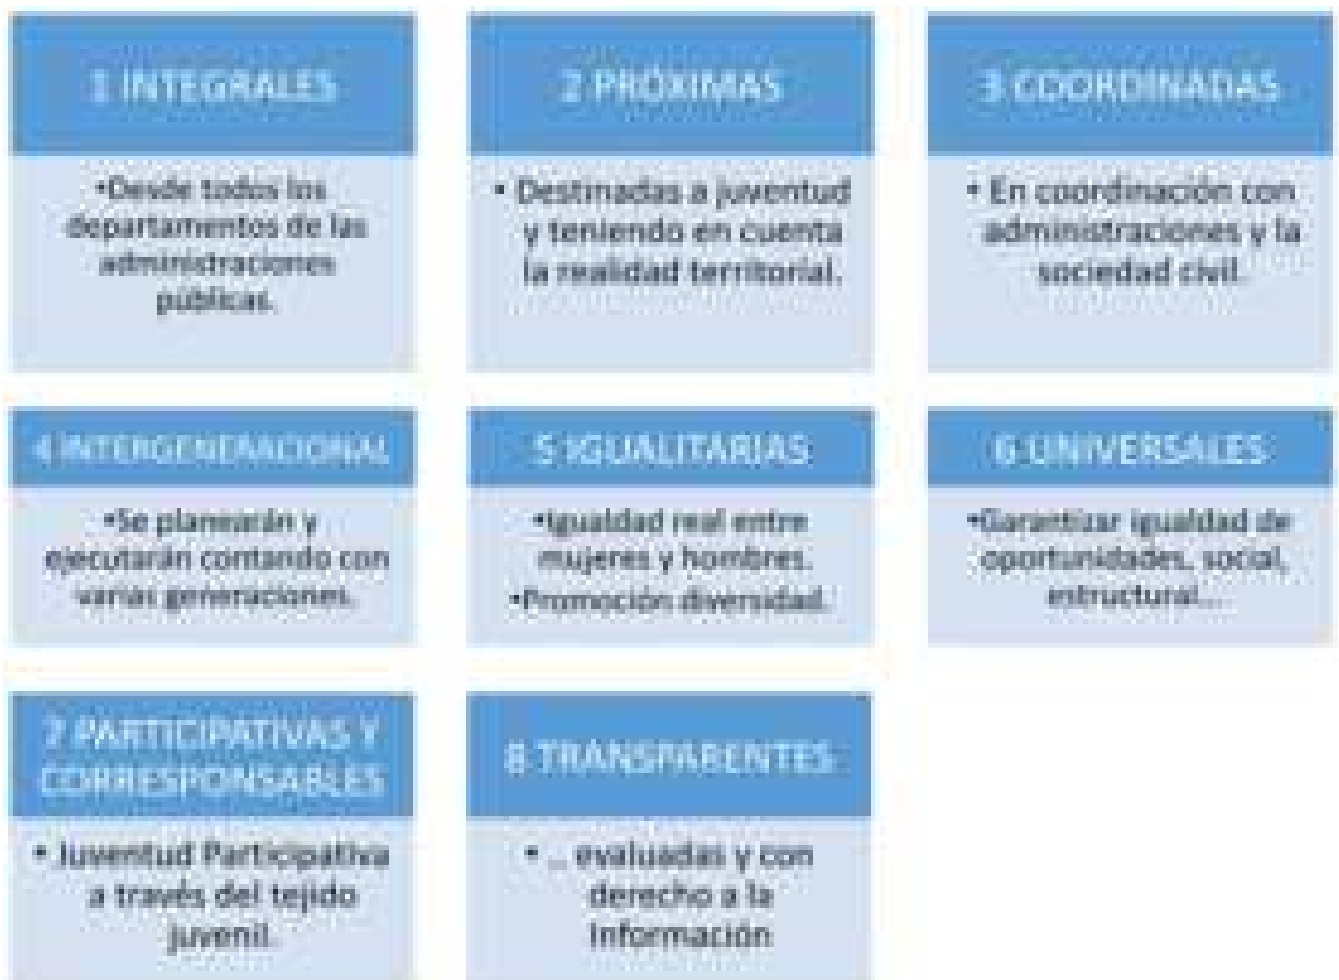 1 INTEGRALES
•Desde todos los
departamentos de las
administraciones
públicas.
2 PRÓXIMAS
• Destinadas a juventud
y teniendo en cuenta
la realidad territorial.
3 COORDINADAS
• En coordinación con
administraciones y la
sociedad civil.
4 INTERGENERACIONAL
•Se planearán y
ejecutarán contando con
varias generaciones.
5 IGUALITARIAS
•Igualdad real entre
mujeres y hombres.
•Promoción diversidad.
6 UNIVERSALES
•Garantizar igualdad de
oportunidades, social,
estructural...
7 PARTICIPATIVAS Y
CORRESPONSABLES
• Juventud Participativa
a través del tejido
juvenil.
8 TRANSPARENTES
• ... evaluadas y con
derecho a la
Información